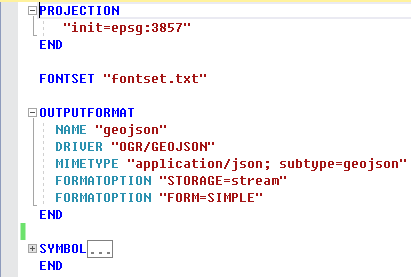 PROJECTION
"init=epsg:3857"
END
FONTSET "fontset.txt"
OUTPUTFORMAT
NAME "geojson"
DRIVER "OGR/GEOJSON"
MIMETYPE "application/json; subtype=geojson"
FORMATOPTION "STORAGE=stream"
FORMATOPTION "FORM=SIMPLE"
END
SYMBOL...
END